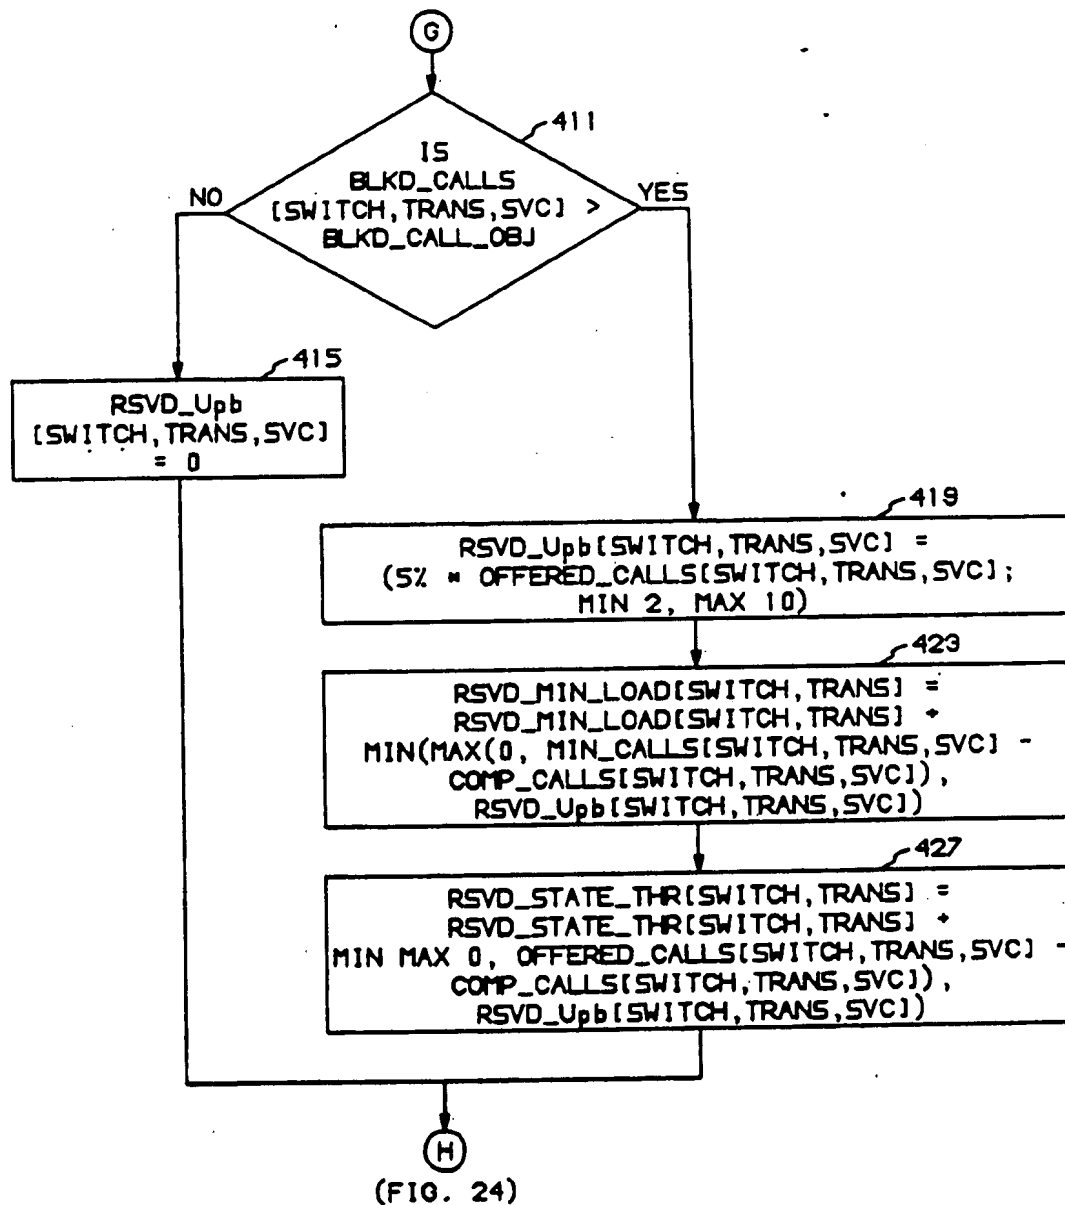 G
411
IS
BLKD_CALLS
[SWITCH,TRANS,SVC] >
BLKD_CALL_OBJ
NO
YES
415
RSVD_Upb
[SWITCH,TRANS,SVC]
= 0
419
RSVD_Upb[SWITCH,TRANS,SVC] =
(5% * OFFERED_CALLS[SWITCH,TRANS,SVC];
MIN 2, MAX 10)
423
RSVD_MIN_LOAD[SWITCH,TRANS] =
RSVD_MIN_LOAD[SWITCH,TRANS] +
MIN(MAX(0, MIN_CALLS[SWITCH,TRANS,SVC] -
COMP_CALLS[SWITCH,TRANS,SVC]),
RSVD_Upb[SWITCH,TRANS,SVC])
427
RSVD_STATE_THR[SWITCH,TRANS] =
RSVD_STATE_THR[SWITCH,TRANS] +
MIN MAX 0, OFFERED_CALLS[SWITCH,TRANS,SVC] -
COMP_CALLS[SWITCH,TRANS,SVC]),
RSVD_Upb[SWITCH,TRANS,SVC])
H
(FIG. 24)